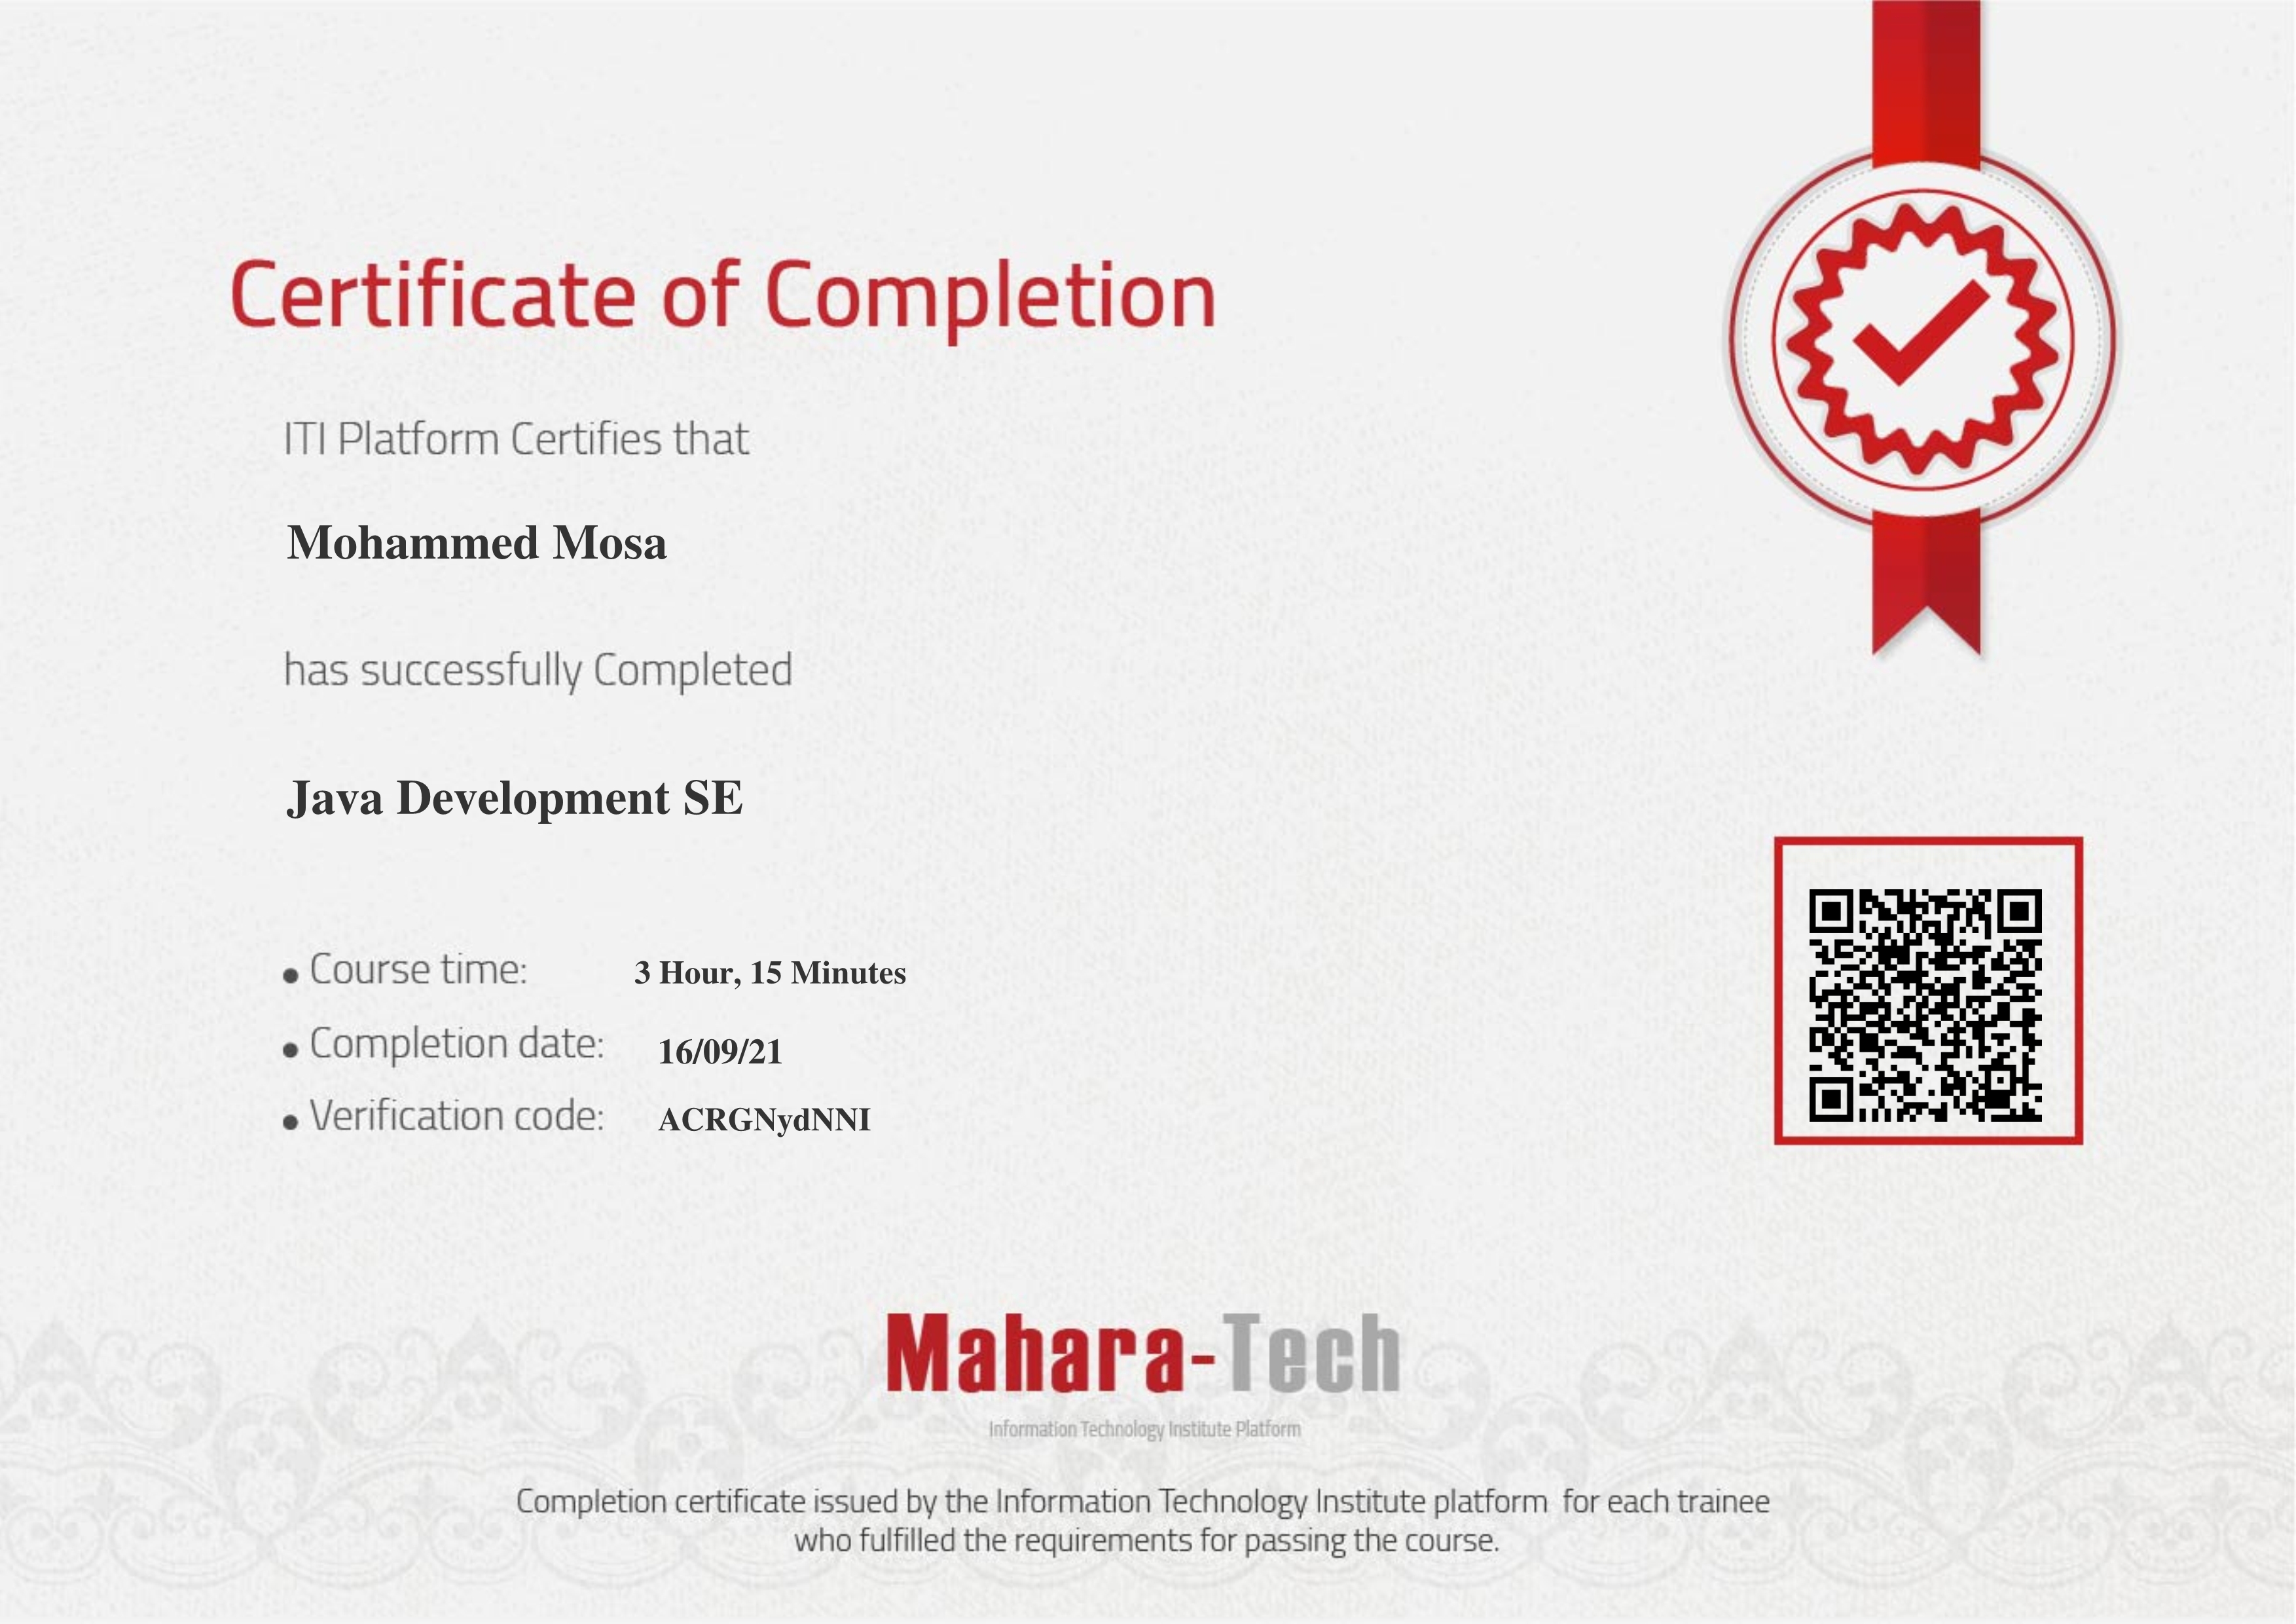 Certificate of Completion
ITI Platform Certifies that
Mohammed Mosa
has successfully Completed
Java Development SE
• Course time: 3 Hour, 15 Minutes
• Completion date: 16/09/21
• Verification code: ACRGNydNNI
Mahara-Tech
Information Technology Institute Platform
Completion certificate issued by the Information Technology Institute platform for each trainee
who fulfilled the requirements for passing the course.